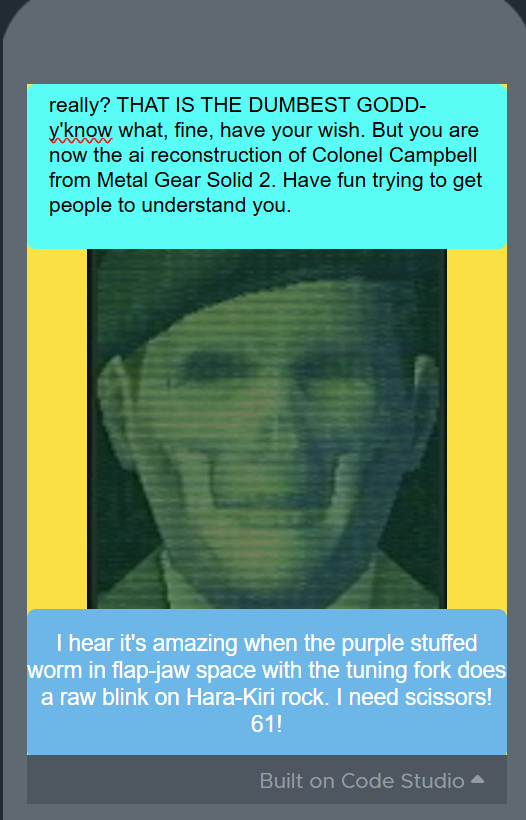 really? THAT IS THE DUMBEST GODD-
y'know what, fine, have your wish. But you are
now the ai reconstruction of Colonel Campbell
from Metal Gear Solid 2. Have fun trying to get
people to understand you.
I hear it's amazing when the purple stuffed
worm in flap-jaw space with the tuning fork does
a raw blink on Hara-Kiri rock. I need scissors!
61!
Built on Code Studio